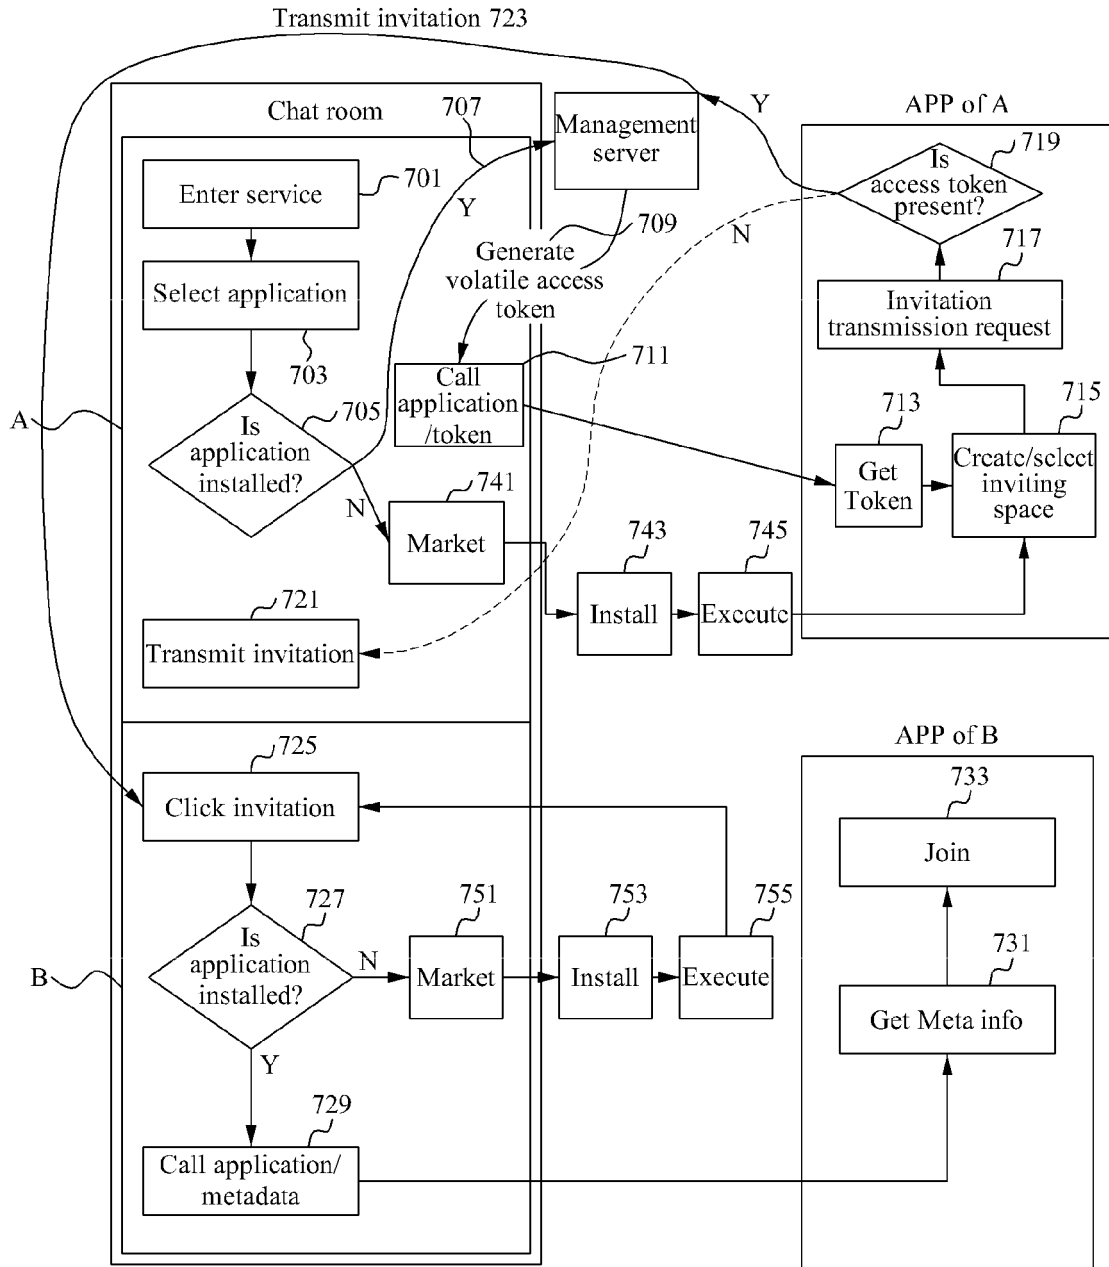 Transmit invitation 723
Chat room
707
Management
server
Y
APP of A
719
Is
access token
present?
Enter service
701
Y
709
N
Generate
volatile access
token
717
Select application
Invitation
transmission request
703
711
Call
application
/token
A
705
Is
application
installed?
713
715
Get
Token
Create/select
inviting
space
N
741
Market
743
745
Install
Execute
721
Transmit invitation
APP of B
725
733
Click invitation
Join
727
751
753
755
Is
application
installed?
B
N
Market
Install
Execute
731
Get Meta info
Y
729
Call application/
metadata